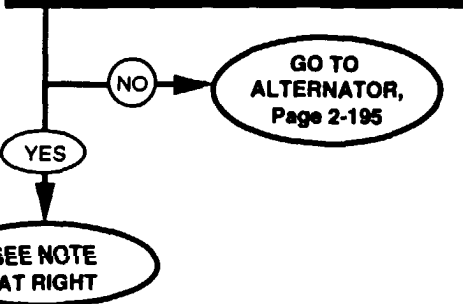 NO
GO TO
ALTERNATOR,
Page 2-195
YES
SEE NOTE
AT RIGHT